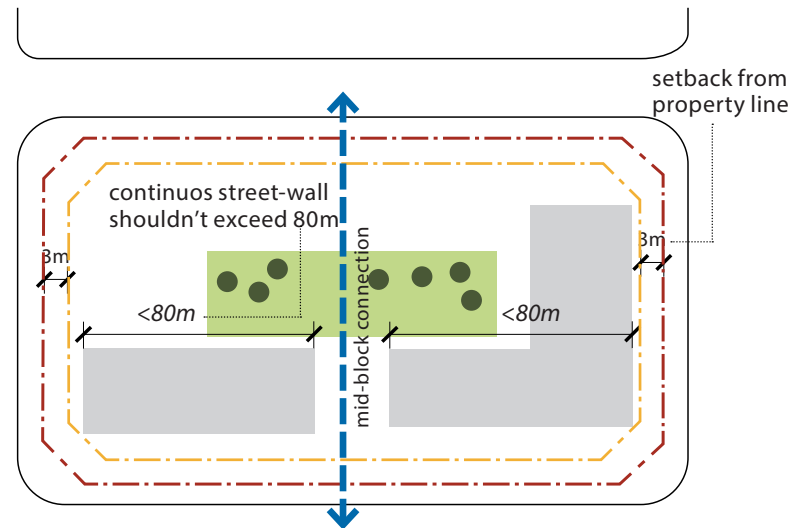 setback from
property line
continuos street-wall
shouldn't exceed 80m
3m
3m
<80m
<80m
mid-block connection